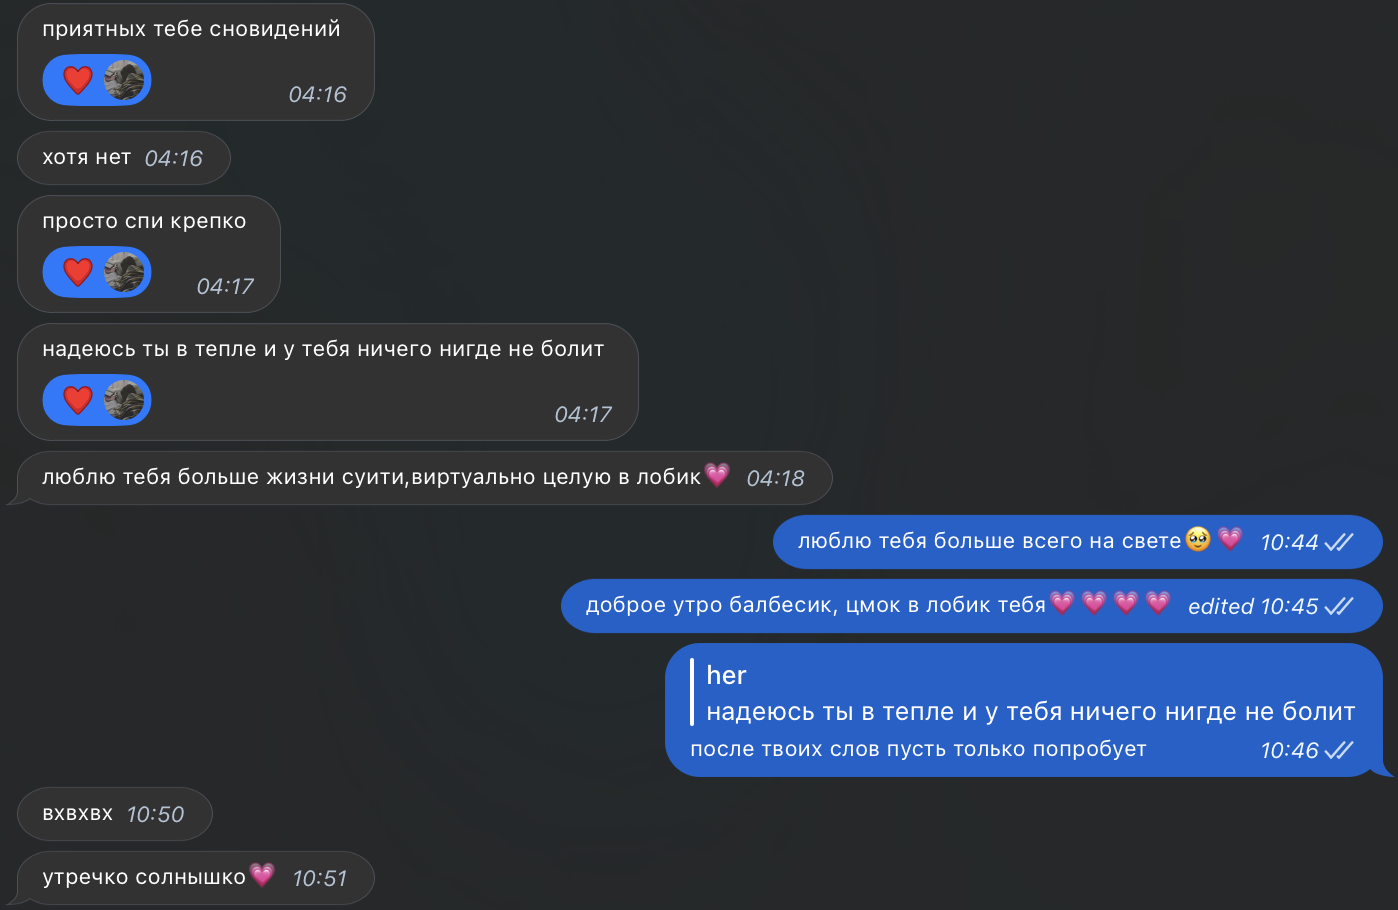 приятных тебе сновидений
❤️ 04:16
хотя нет 04:16
просто спи крепко
❤️ 04:17
надеюсь ты в тепле и у тебя ничего нигде не болит
❤️ 04:17
люблю тебя больше жизни суити,виртуально целую в лобик💗 04:18
люблю тебя больше всего на свете🥹💗 10:44
доброе утро балбесик, цмок в лобик тебя💗💗💗💗 edited 10:45
her
надеюсь ты в тепле и у тебя ничего нигде не болит
после твоих слов пусть только попробует 10:46
вхвхвх 10:50
утречко солнышко💗 10:51